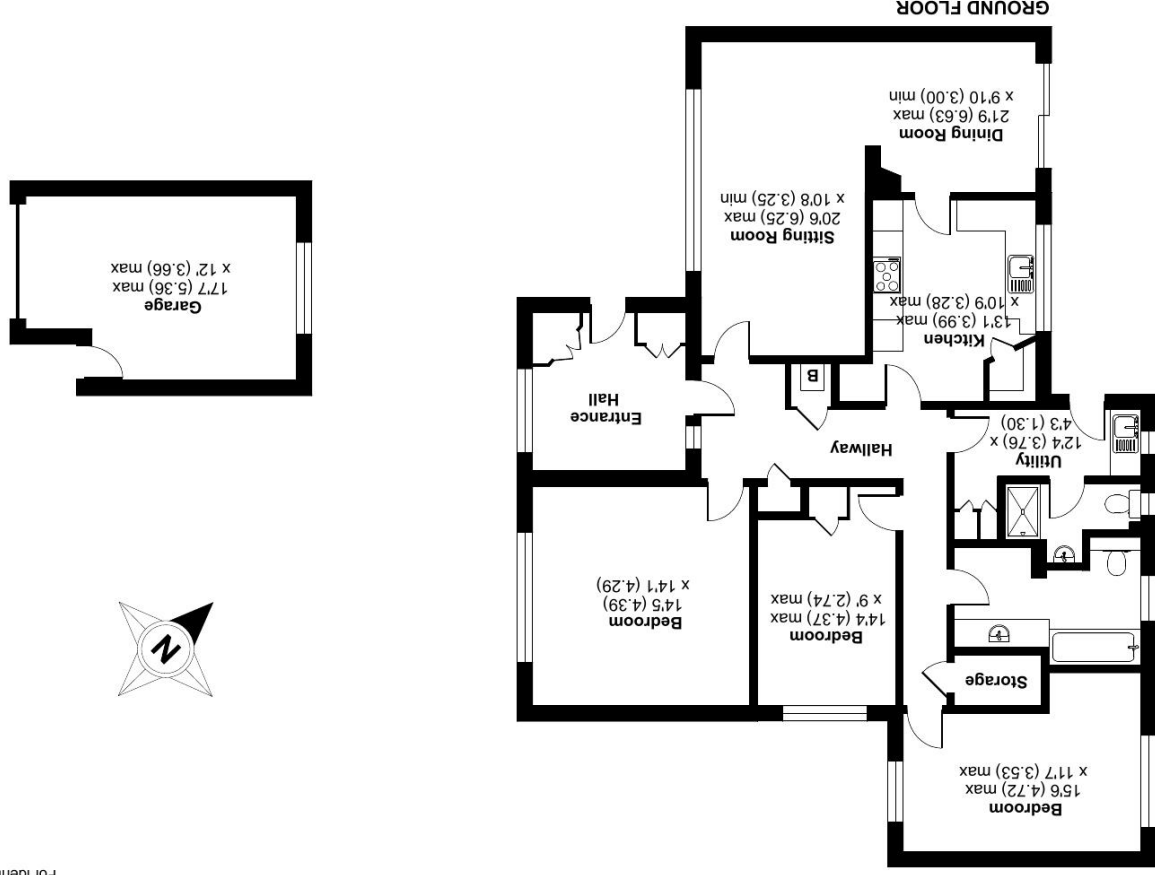 For identi
Bedroom
15'6 (4.72) max
x 11'7 (3.53) max
Storage
Bedroom
14'4 (4.37) max
x 9' (2.74) max
Bedroom
14'5 (4.39)
x 14'1 (4.29)
N
Utility
12'4 (3.76) x
4'3 (1.30)
Hallway
Entrance
Hall
B
Kitchen
13'1 (3.99) max
x 10'9 (3.28) max
Garage
17'7 (5.36) max
x 12' (3.66) max
Sitting Room
20'6 (6.25) max
x 10'8 (3.25) min
Dining Room
21'9 (6.63) max
x 9'10 (3.00) min
GROUND FLOOR